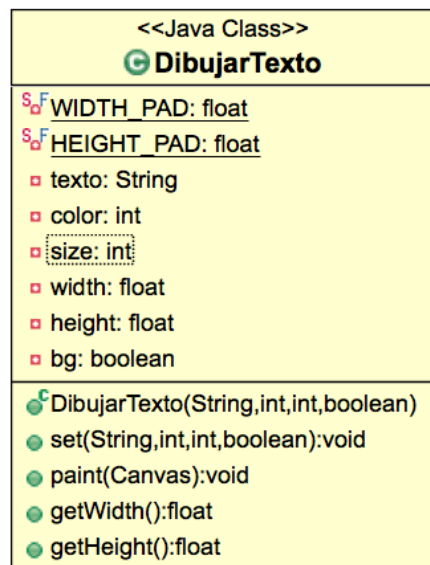 <<Java Class>>
C DibujarTexto
S F WIDTH_PAD: float
S F HEIGHT_PAD: float
texto: String
color: int
size: int
width: float
height: float
bg: boolean
C DibujarTexto(String,int,int,boolean)
set(String,int,int,boolean):void
paint(Canvas):void
getWidth():float
getHeight():float